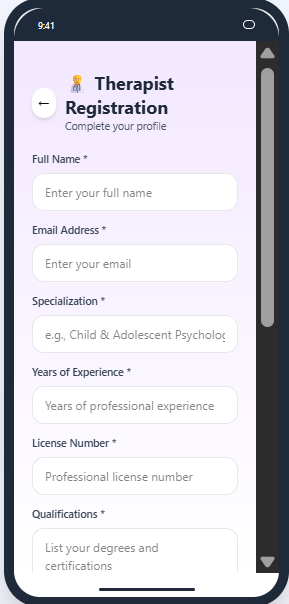 9:41
Therapist
Registration
←
Complete your profile
Full Name *
Enter your full name
Email Address *
Enter your email
Specialization *
e.g., Child & Adolescent Psycholog
Years of Experience *
Years of professional experience
License Number *
Professional license number
Qualifications *
List your degrees and
certifications